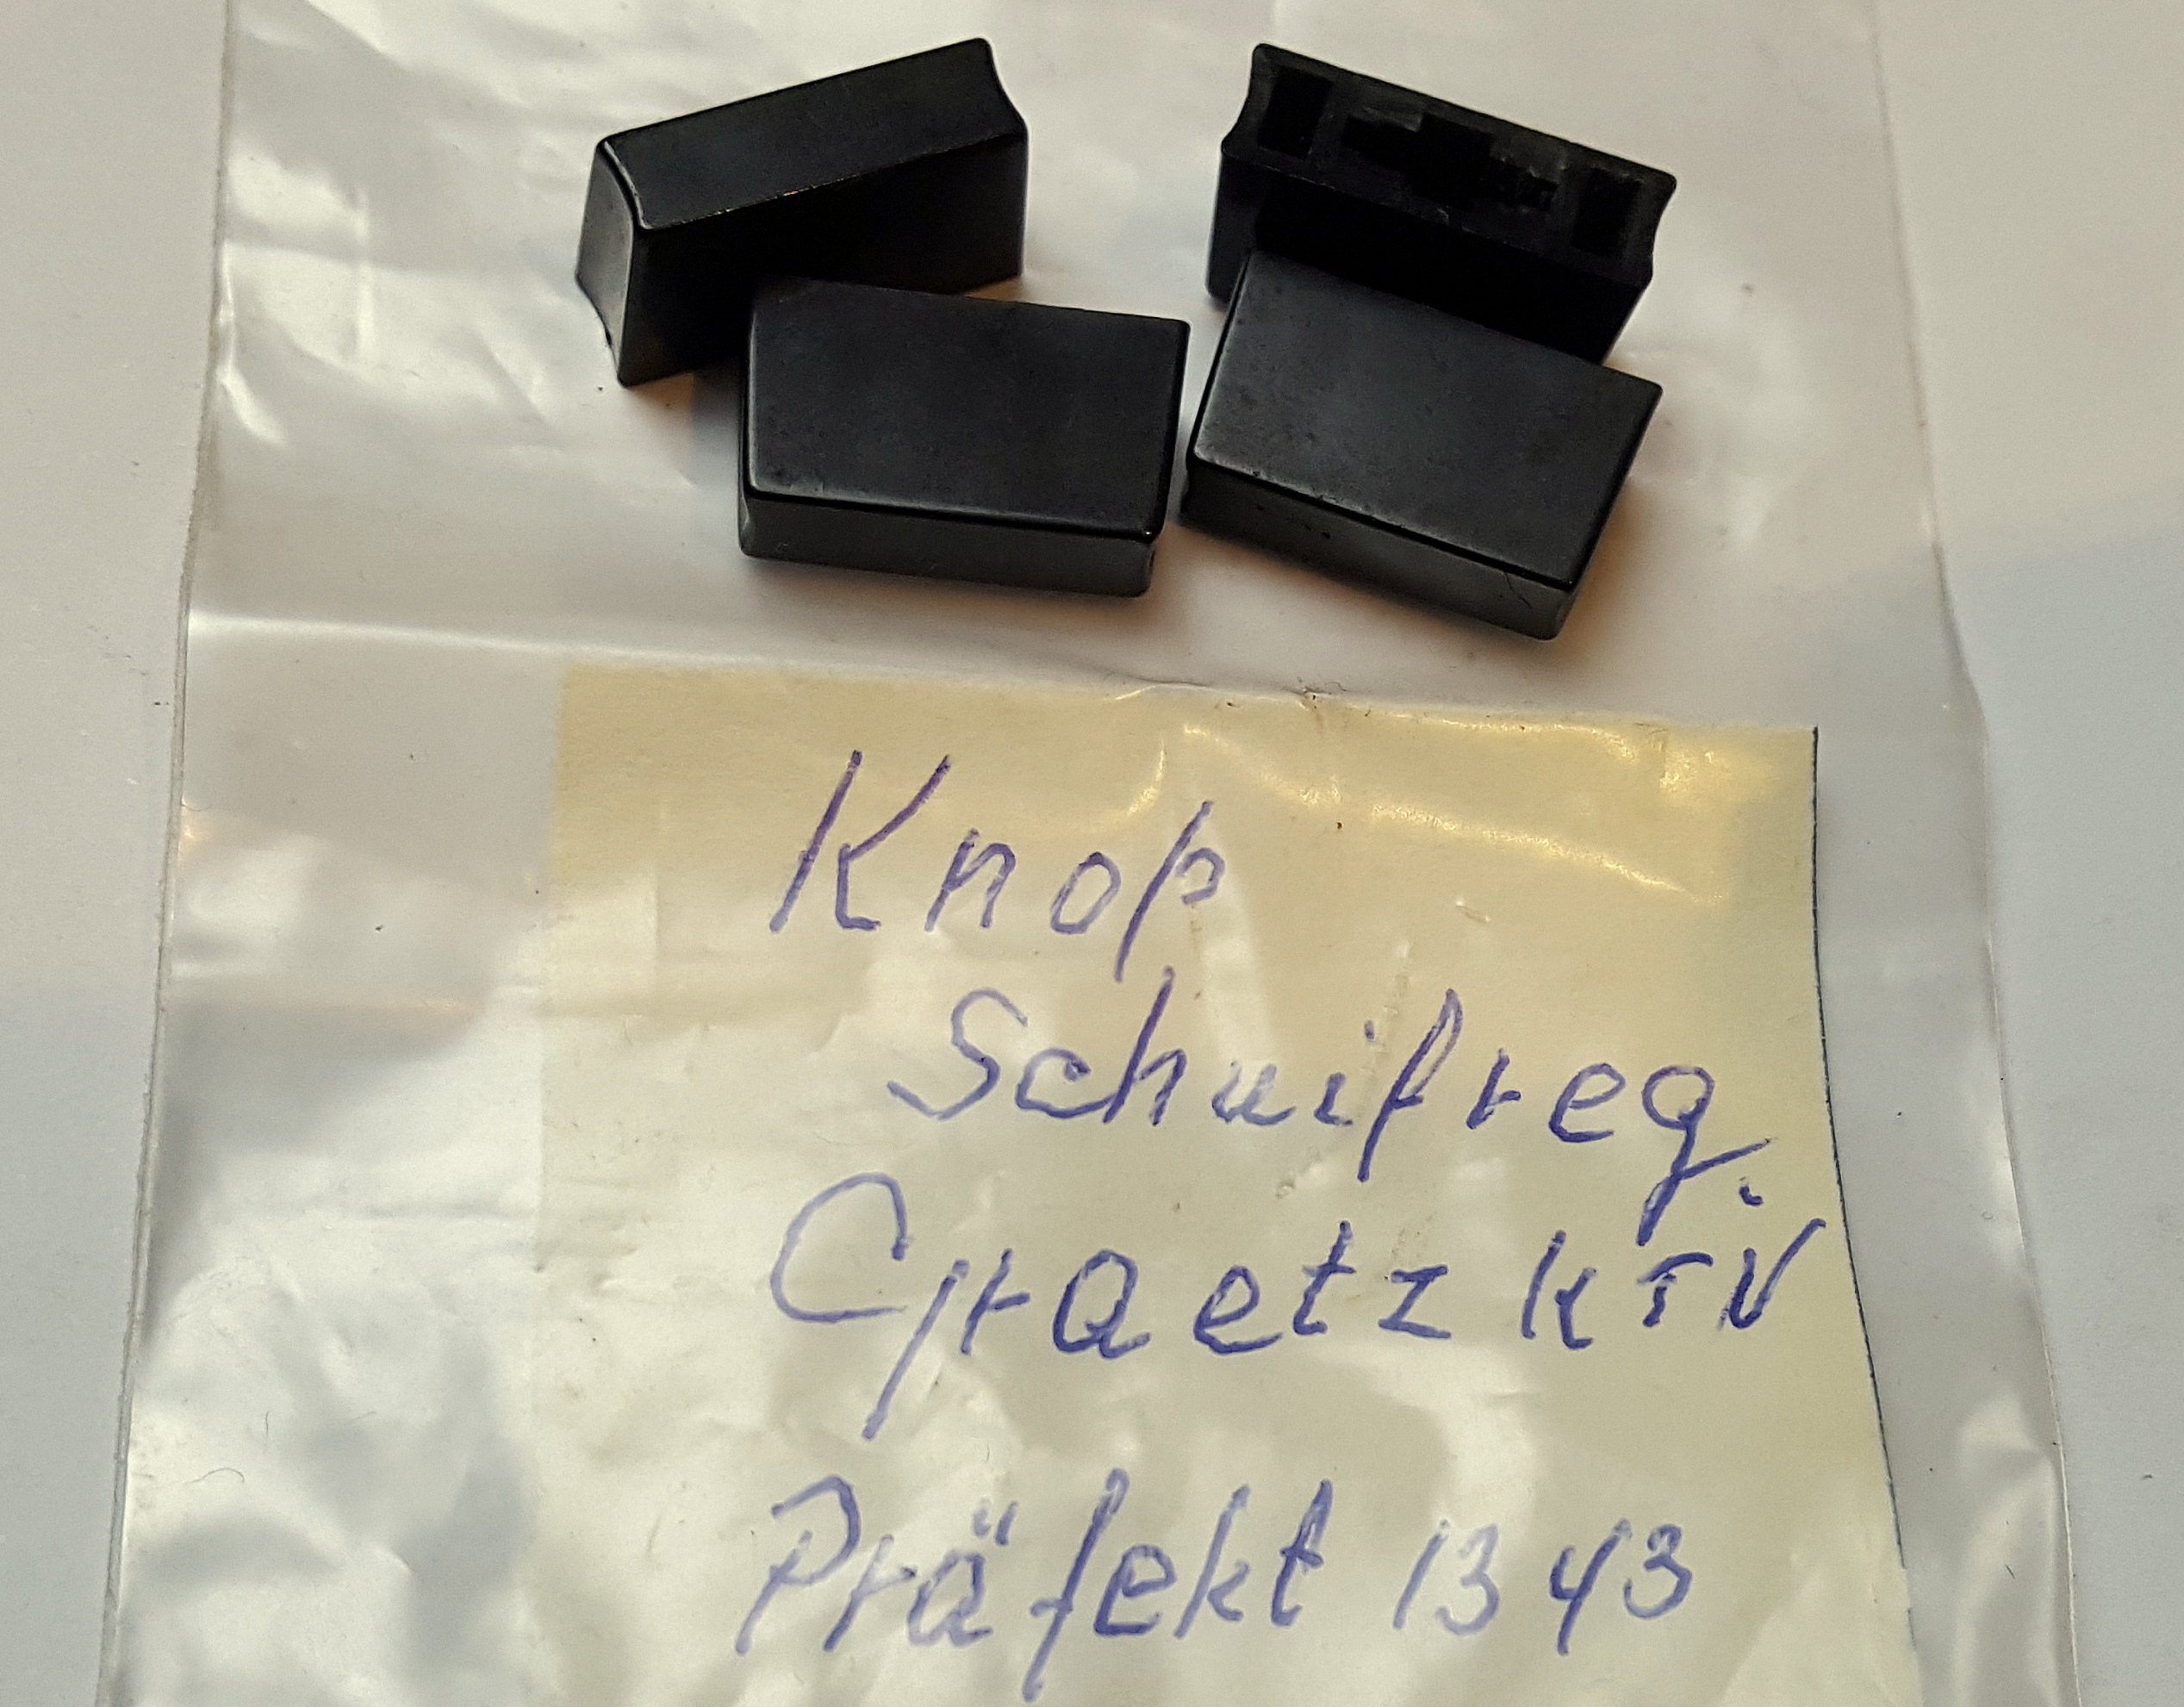 Knop
Schuifreg
Graetz KTV
Präfekt 1343